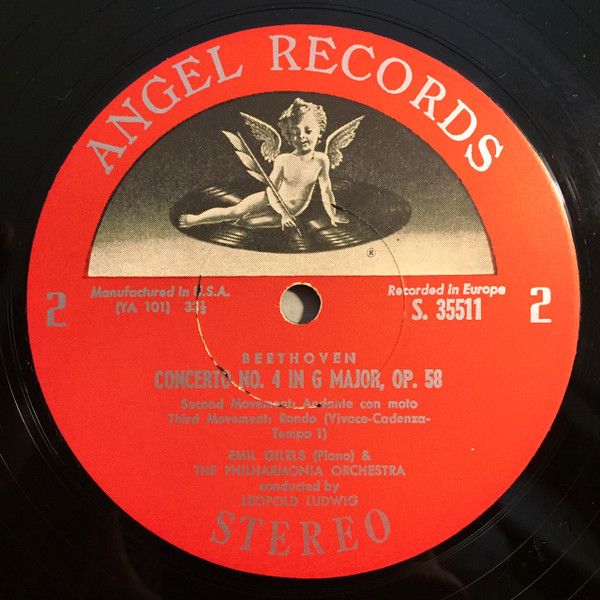 ANGEL RECORDS
®
Manufactured in U.S.A.
(YA 101) 33⅓
Recorded in Europe
S. 35511
2
2
BEETHOVEN
CONCERTO NO. 4 IN G MAJOR, OP. 58
Second Movement: Andante con moto
Third Movement: Rondo (Vivace-Cadenza-
Tempo 1)
EMIL GILELS (Piano) &
THE PHILHARMONIA ORCHESTRA
conducted by
LEOPOLD LUDWIG
STEREO